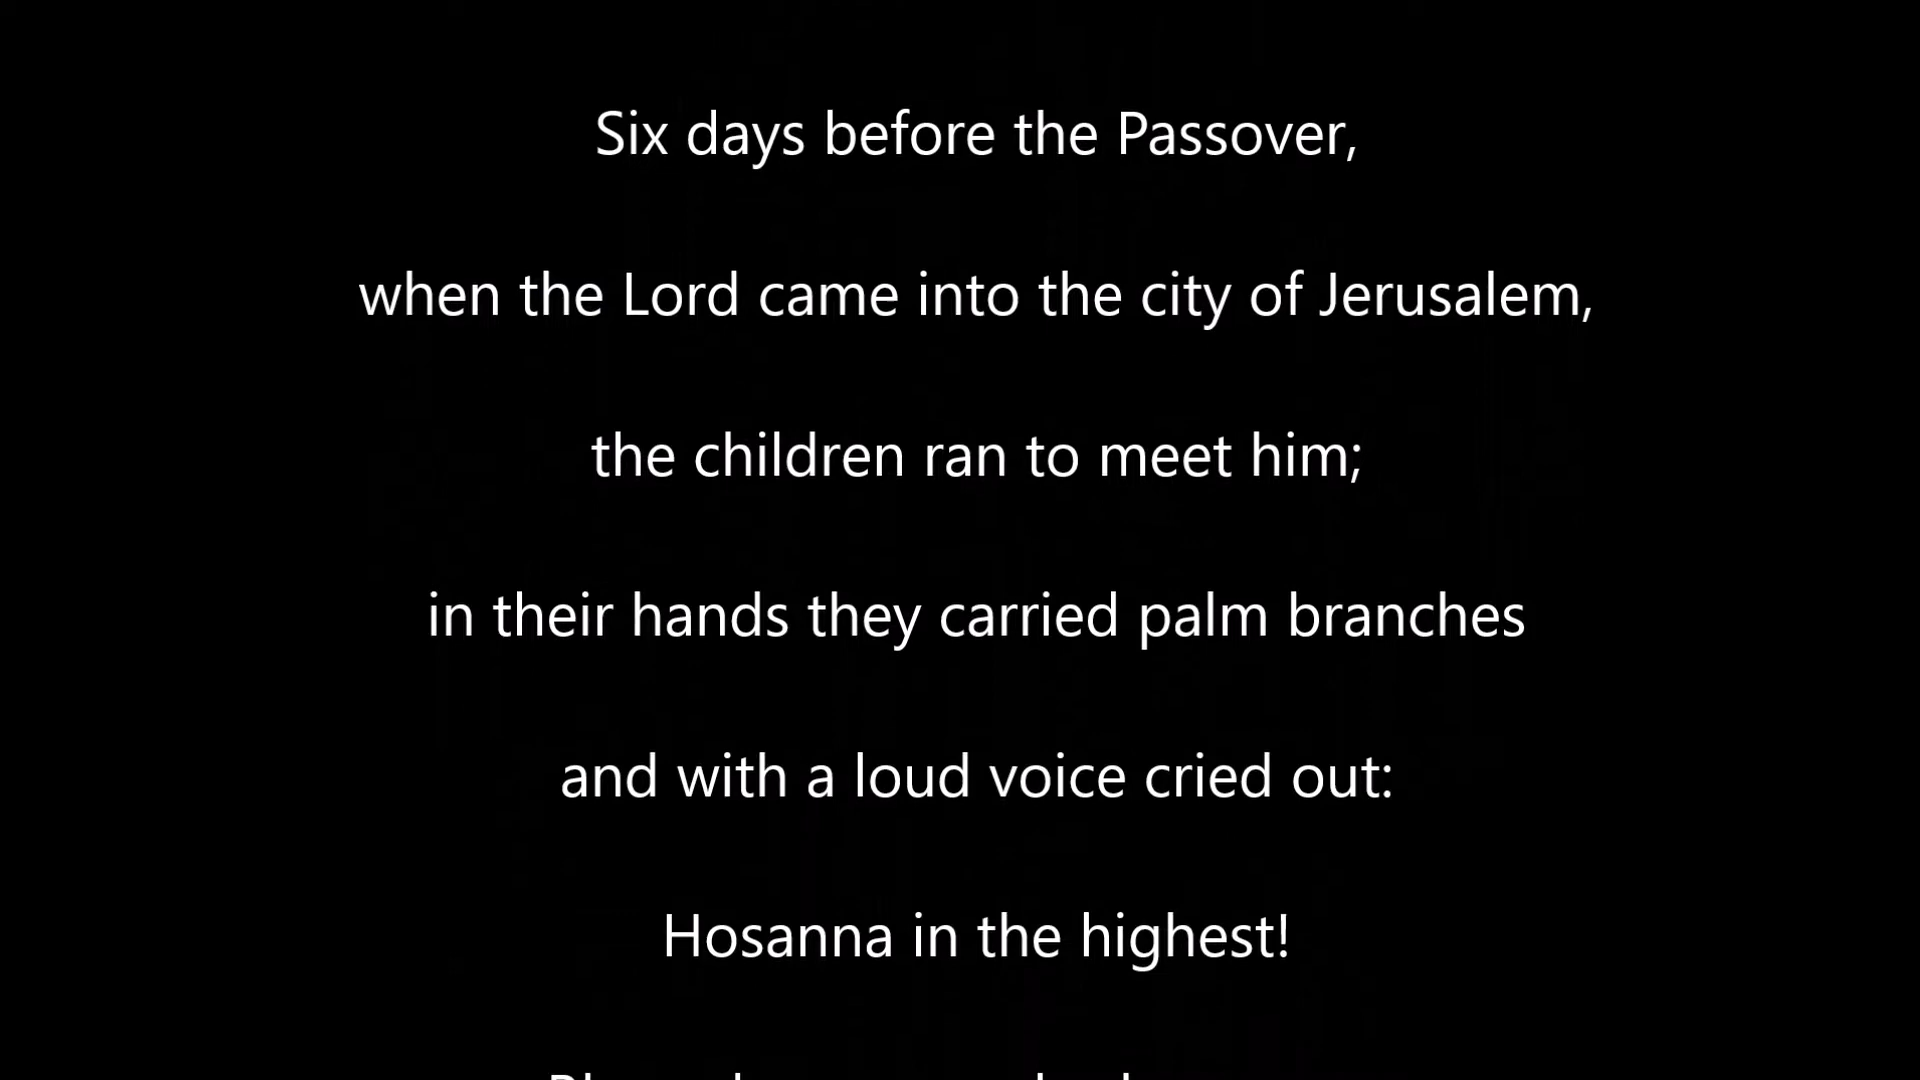 Six days before the Passover,
when the Lord came into the city of Jerusalem,
the children ran to meet him;
in their hands they carried palm branches
and with a loud voice cried out:
Hosanna in the highest!